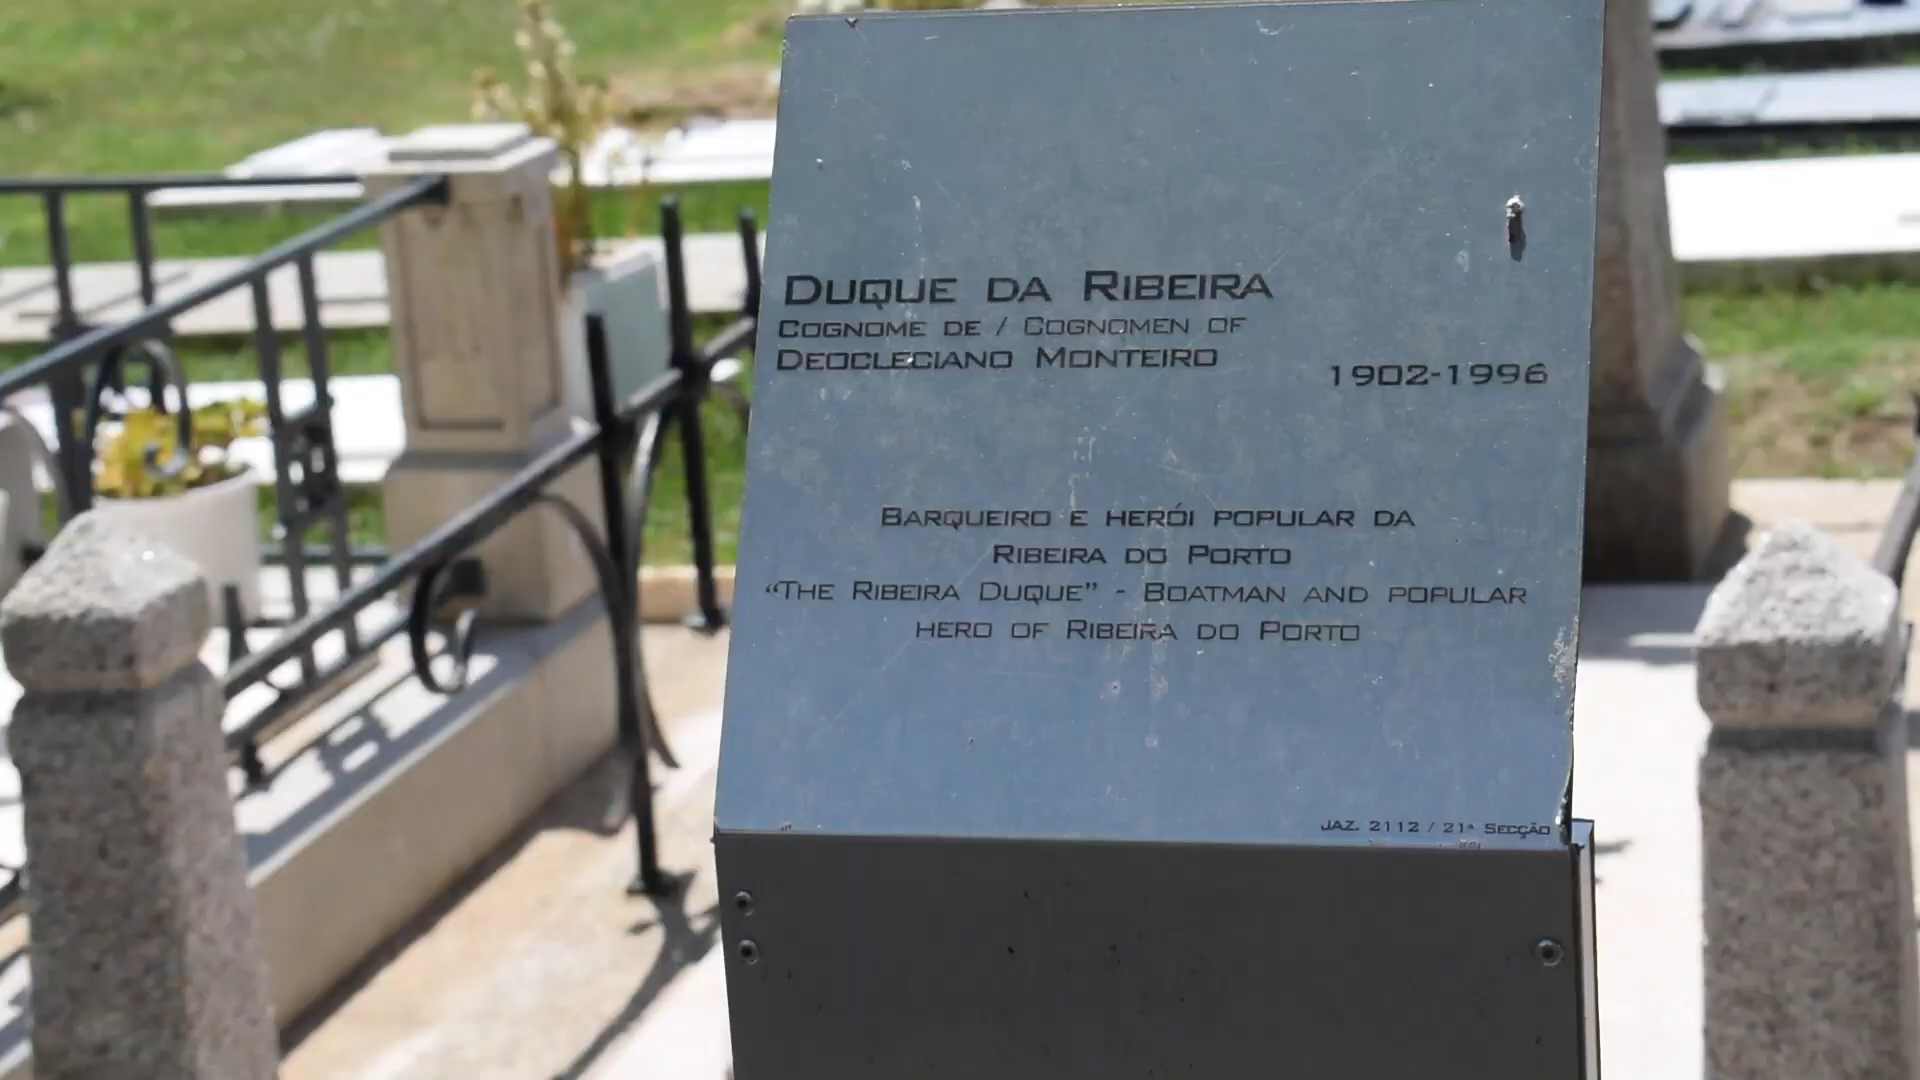 DUQUE DA RIBEIRA
COGNOME DE / COGNOMEN OF
DEOCLECIANO MONTEIRO
1902-1996
BARQUEIRO E HERÓI POPULAR DA
RIBEIRA DO PORTO
“THE RIBEIRA DUQUE” - BOATMAN AND POPULAR
HERO OF RIBEIRA DO PORTO
JAZ. 2112 / 21ª SECÇÃO